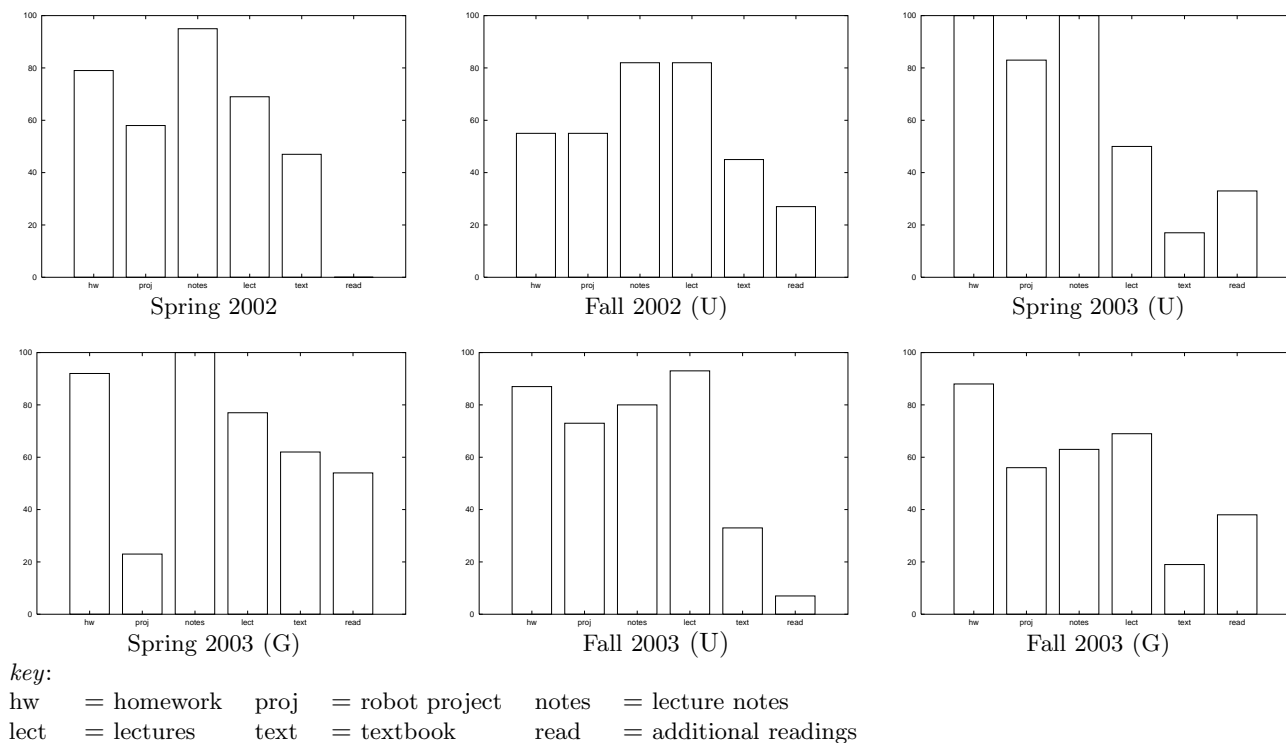 100
80
60
40
20
0
hw proj notes lect text read
Spring 2002
100
80
60
40
20
0
hw proj notes lect text read
Fall 2002 (U)
100
80
60
40
20
0
hw proj notes lect text read
Spring 2003 (U)
100
80
60
40
20
0
hw proj notes lect text read
Spring 2003 (G)
100
80
60
40
20
0
hw proj notes lect text read
Fall 2003 (U)
100
80
60
40
20
0
hw proj notes lect text read
Fall 2003 (G)
key:
hw = homework proj = robot project notes = lecture notes
lect = lectures text = textbook read = additional readings